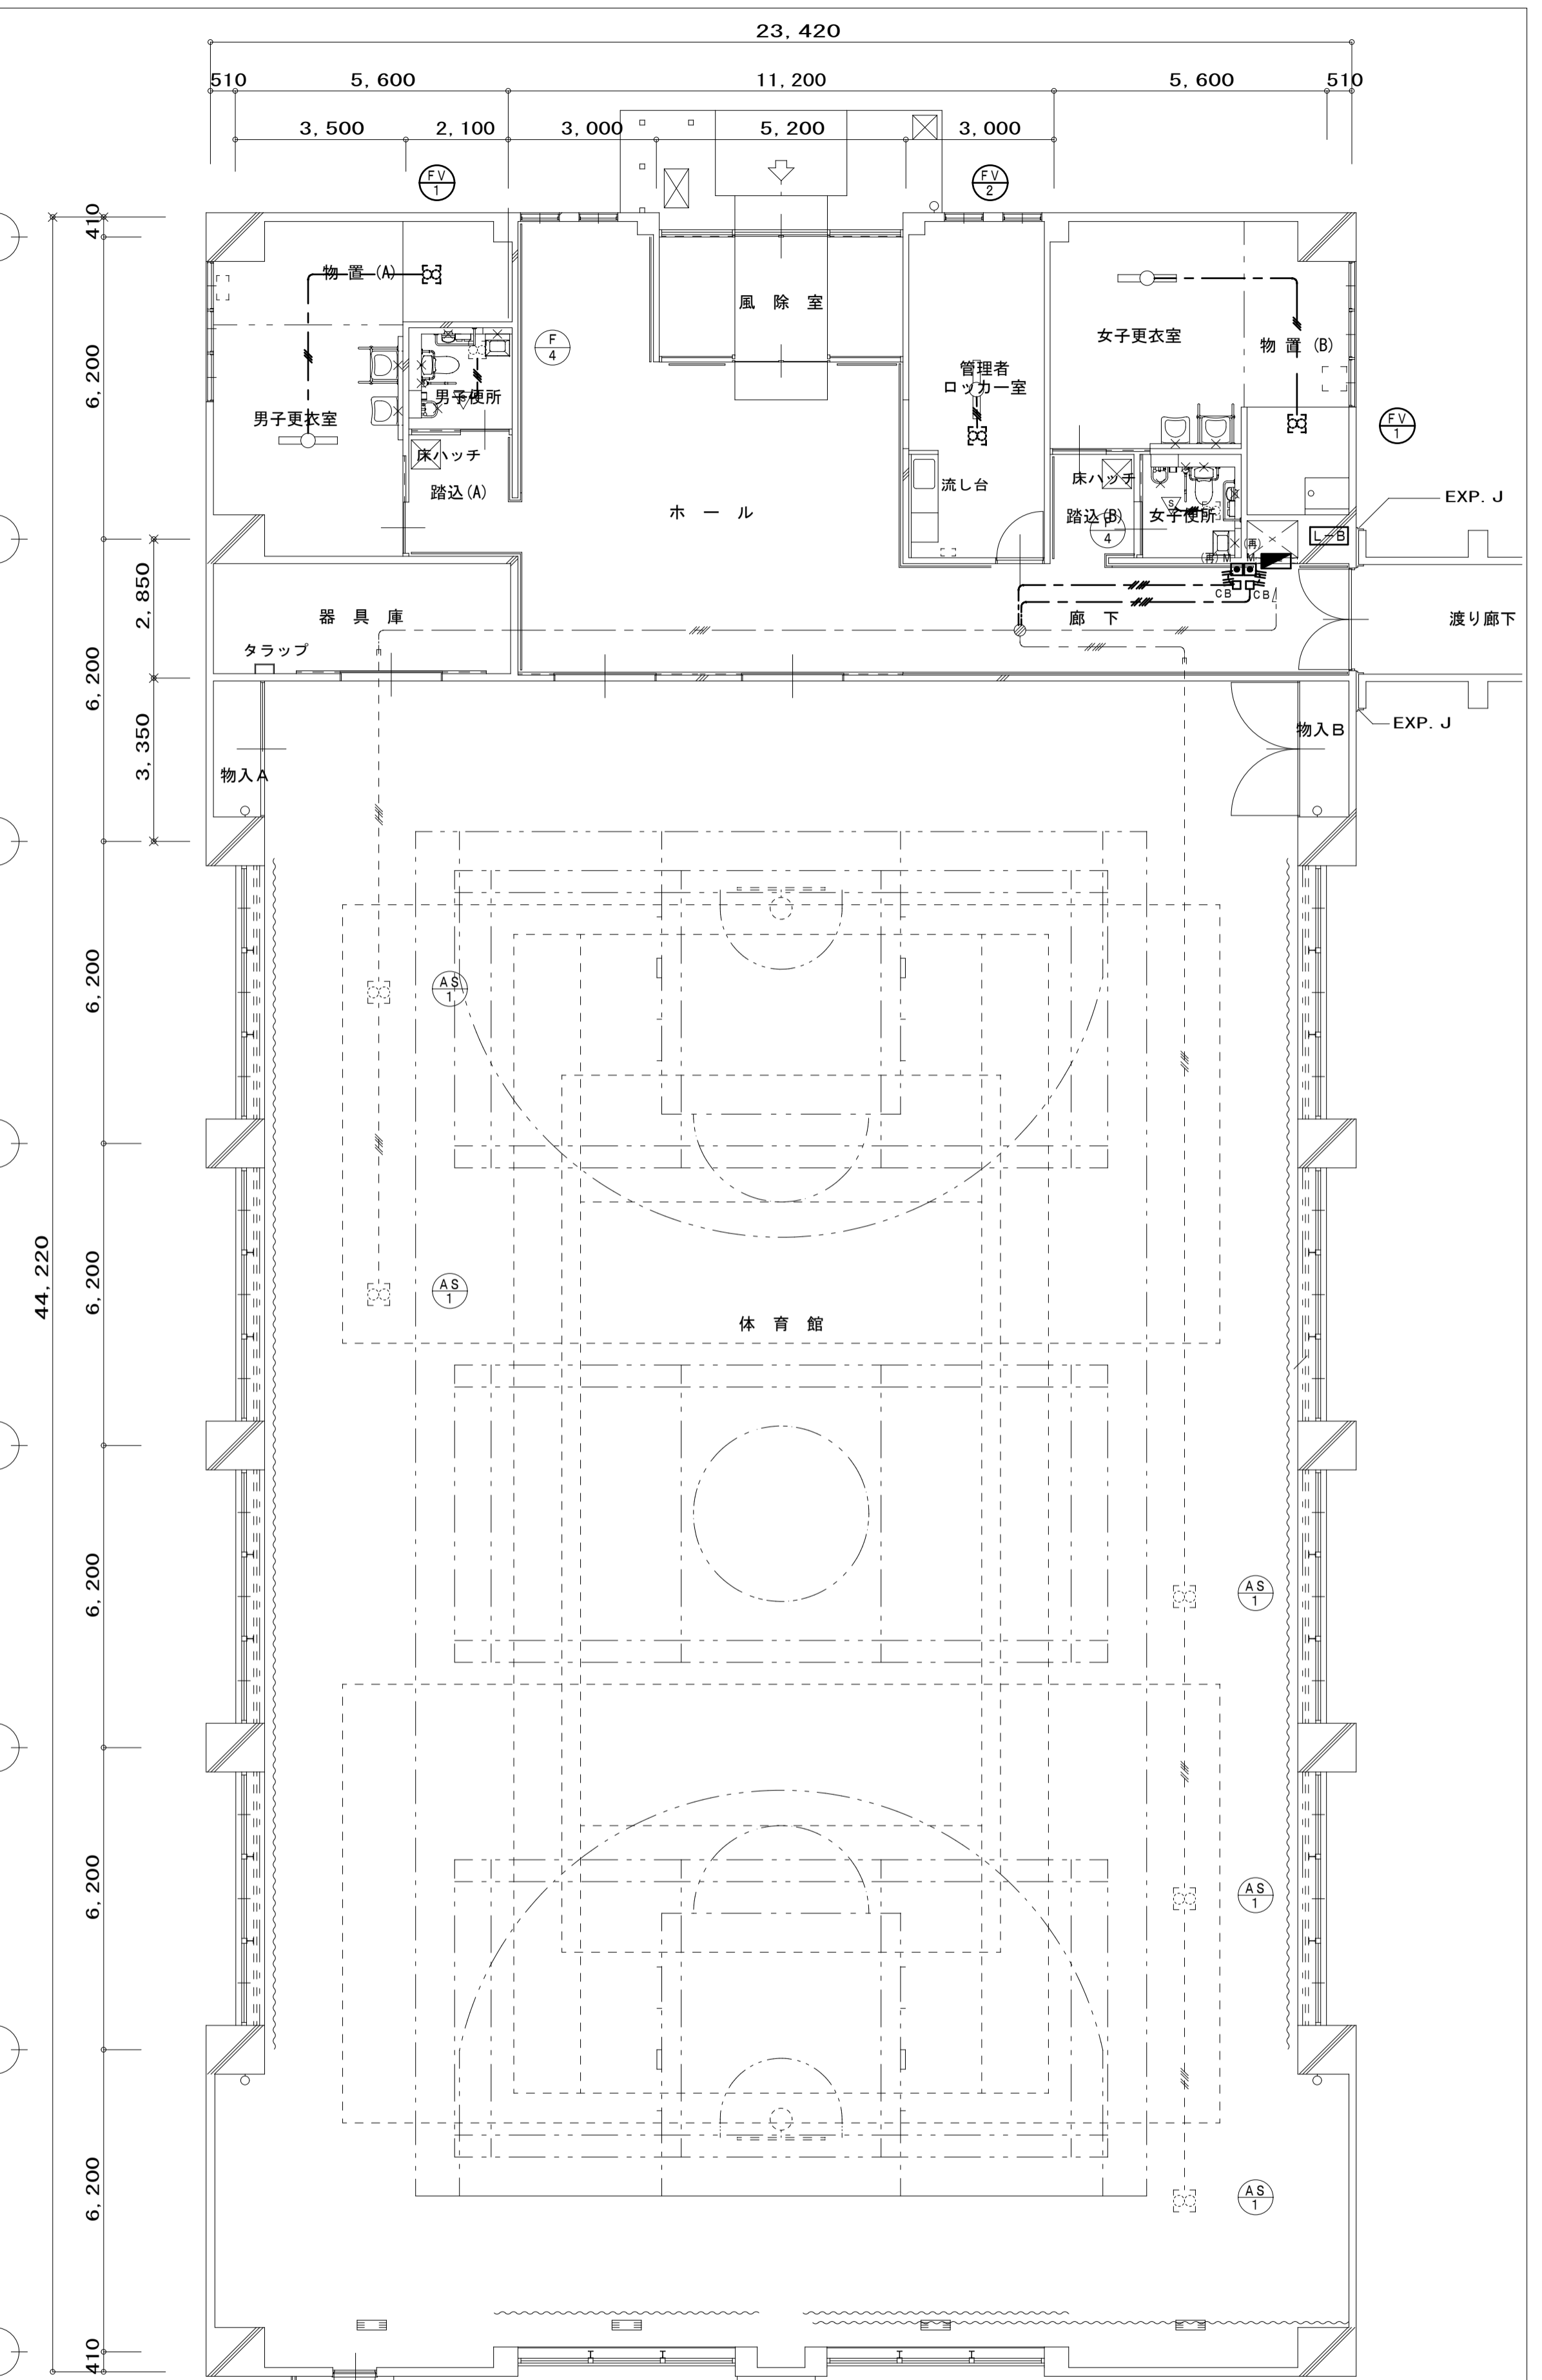 23,420
510
5,600
11,200
5,600
510
3,500
2,100
3,000
5,200
3,000
FV
1
FV
2
410
物 置 (A)
風 除 室
女子更衣室
物 置 (B)
F
4
6,200
管理者
ロッカー室
男子便所
男子更衣室
FV
1
床ハッチ
踏込(A)
流し台
床ハッチ
EXP. J
ホ ー ル
踏込(B)
F
4
S
女子便所
S
L-B
(再)
(再)
M
M
CB
CB
2,850
器 具 庫
廊 下
渡り廊下
タラップ
6,200
EXP. J
物入B
3,350
物入A
6,200
AS
1
44,220
6,200
AS
1
体 育 館
6,200
AS
1
6,200
AS
1
6,200
AS
1
410